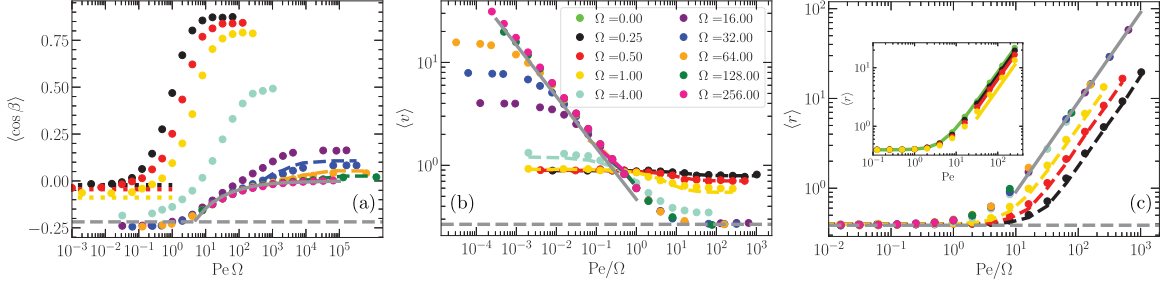 ⟨cos β⟩
0.75
0.50
0.25
0.00
−0.25
10⁻³ 10⁻² 10⁻¹ 10⁰ 10¹ 10² 10³ 10⁴ 10⁵
Pe Ω
(a)
⟨v⟩
10¹
10⁰
10⁻⁴ 10⁻³ 10⁻² 10⁻¹ 10⁰ 10¹ 10² 10³
Pe/Ω
(b)
Ω = 0.00
Ω = 0.25
Ω = 0.50
Ω = 1.00
Ω = 4.00
Ω = 16.00
Ω = 32.00
Ω = 64.00
Ω = 128.00
Ω = 256.00
⟨r⟩
10²
10¹
10⁰
10⁻² 10⁻¹ 10⁰ 10¹ 10² 10³
Pe/Ω
(c)
⟨r⟩
10¹
10⁰
10⁻¹ 10⁰ 10¹ 10²
Pe